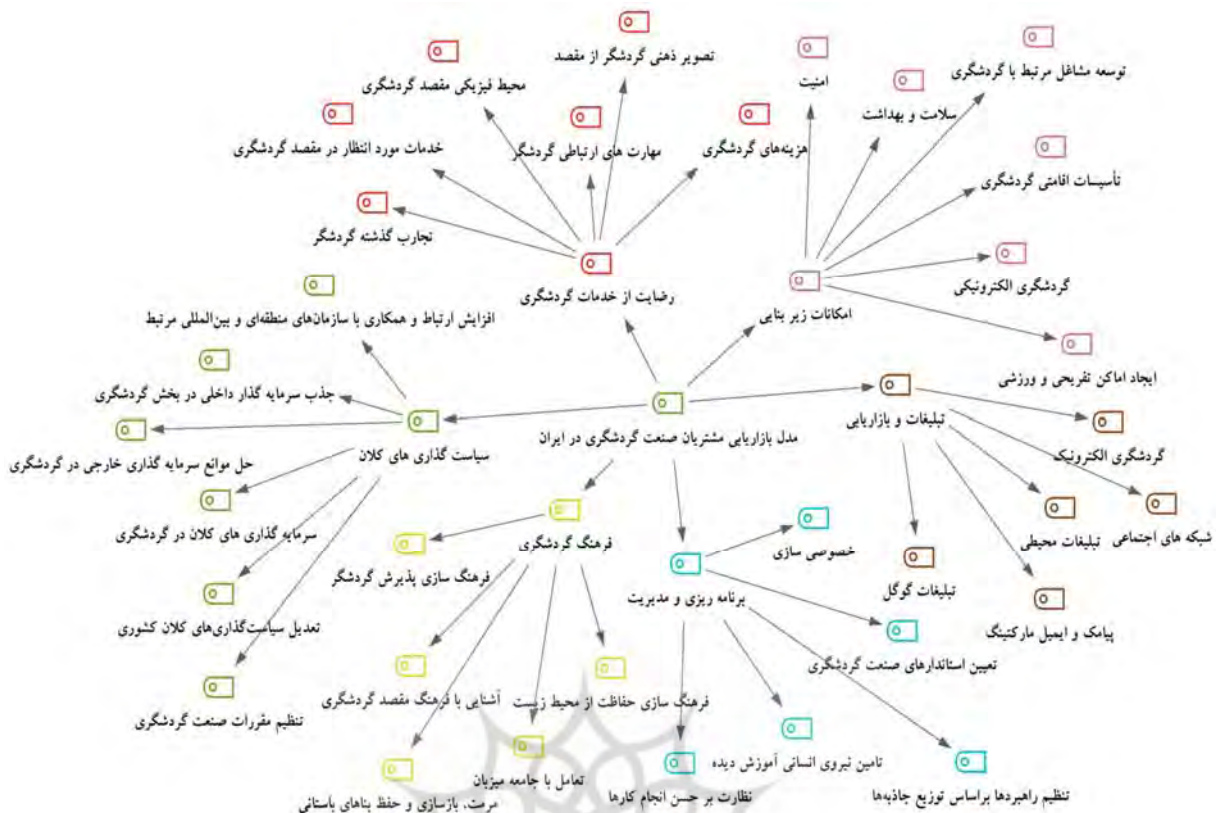 تصویر ذهنی گردشگر از مقصد
توسعه مشاغل مرتبط با گردشگری
امنیت
محیط فیزیکی مقصد گردشگری
سلامت و بهداشت
خدمات مورد انتظار در مقصد گردشگری
مهارت های ارتباطی گردشگر
هزینه‌های گردشگری
تأسیسات اقامتی گردشگری
تجارب گذشته گردشگر
گردشگری الکترونیکی
رضایت از خدمات گردشگری
امکانات زیر بنایی
افزایش ارتباط و همکاری با سازمان‌های منطقه‌ای و بین‌المللی مرتبط
ایجاد اماکن تفریحی و ورزشی
جذب سرمایه گذار داخلی در بخش گردشگری
تبلیغات و بازاریابی
مدل بازاریابی مشتریان صنعت گردشگری در ایران
سیاست گذاری های کلان
گردشگری الکترونیک
حل موانع سرمایه گذاری خارجی در گردشگری
سرمایه گذاری های کلان در گردشگری
فرهنگ گردشگری
خصوصی سازی
تبلیغات محیطی
شبکه های اجتماعی
فرهنگ سازی پذیرش گردشگر
تبلیغات گوگل
برنامه ریزی و مدیریت
تعدیل سیاست‌گذاری‌های کلان کشوری
پیامک و ایمیل مارکتینگ
تعیین استاندارهای صنعت گردشگری
آشنایی با فرهنگ مقصد گردشگری
فرهنگ سازی حفاظت از محیط زیست
تنظیم مقررات صنعت گردشگری
تامین نیروی انسانی آموزش دیده
تعامل با جامعه میزبان
نظارت بر حسن انجام کارها
تنظیم راهبردها براساس توزیع جاذبه‌ها
مرمت، بازسازی و حفظ بناهای باستانی